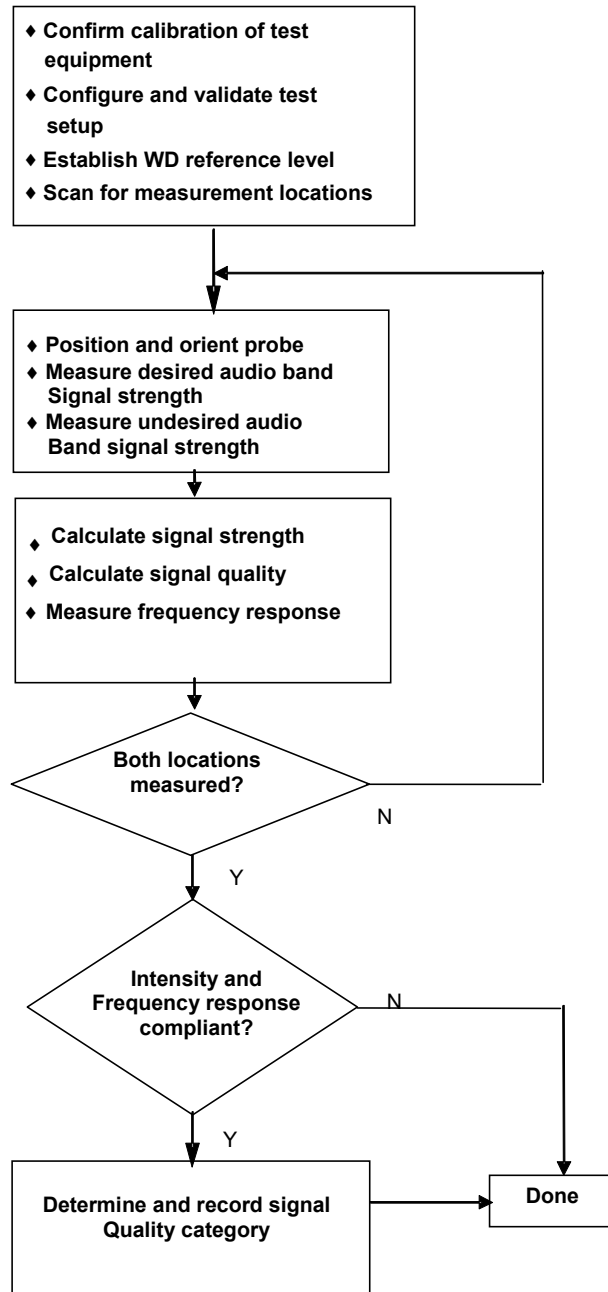 ♦ Confirm calibration of test
equipment
♦ Configure and validate test
setup
♦ Establish WD reference level
♦ Scan for measurement locations
♦ Position and orient probe
♦ Measure desired audio band
Signal strength
♦ Measure undesired audio
Band signal strength
♦ Calculate signal strength
♦ Calculate signal quality
♦ Measure frequency response
Both locations
measured?
N
Y
Intensity and
Frequency response
compliant?
N
Y
Determine and record signal
Quality category
Done